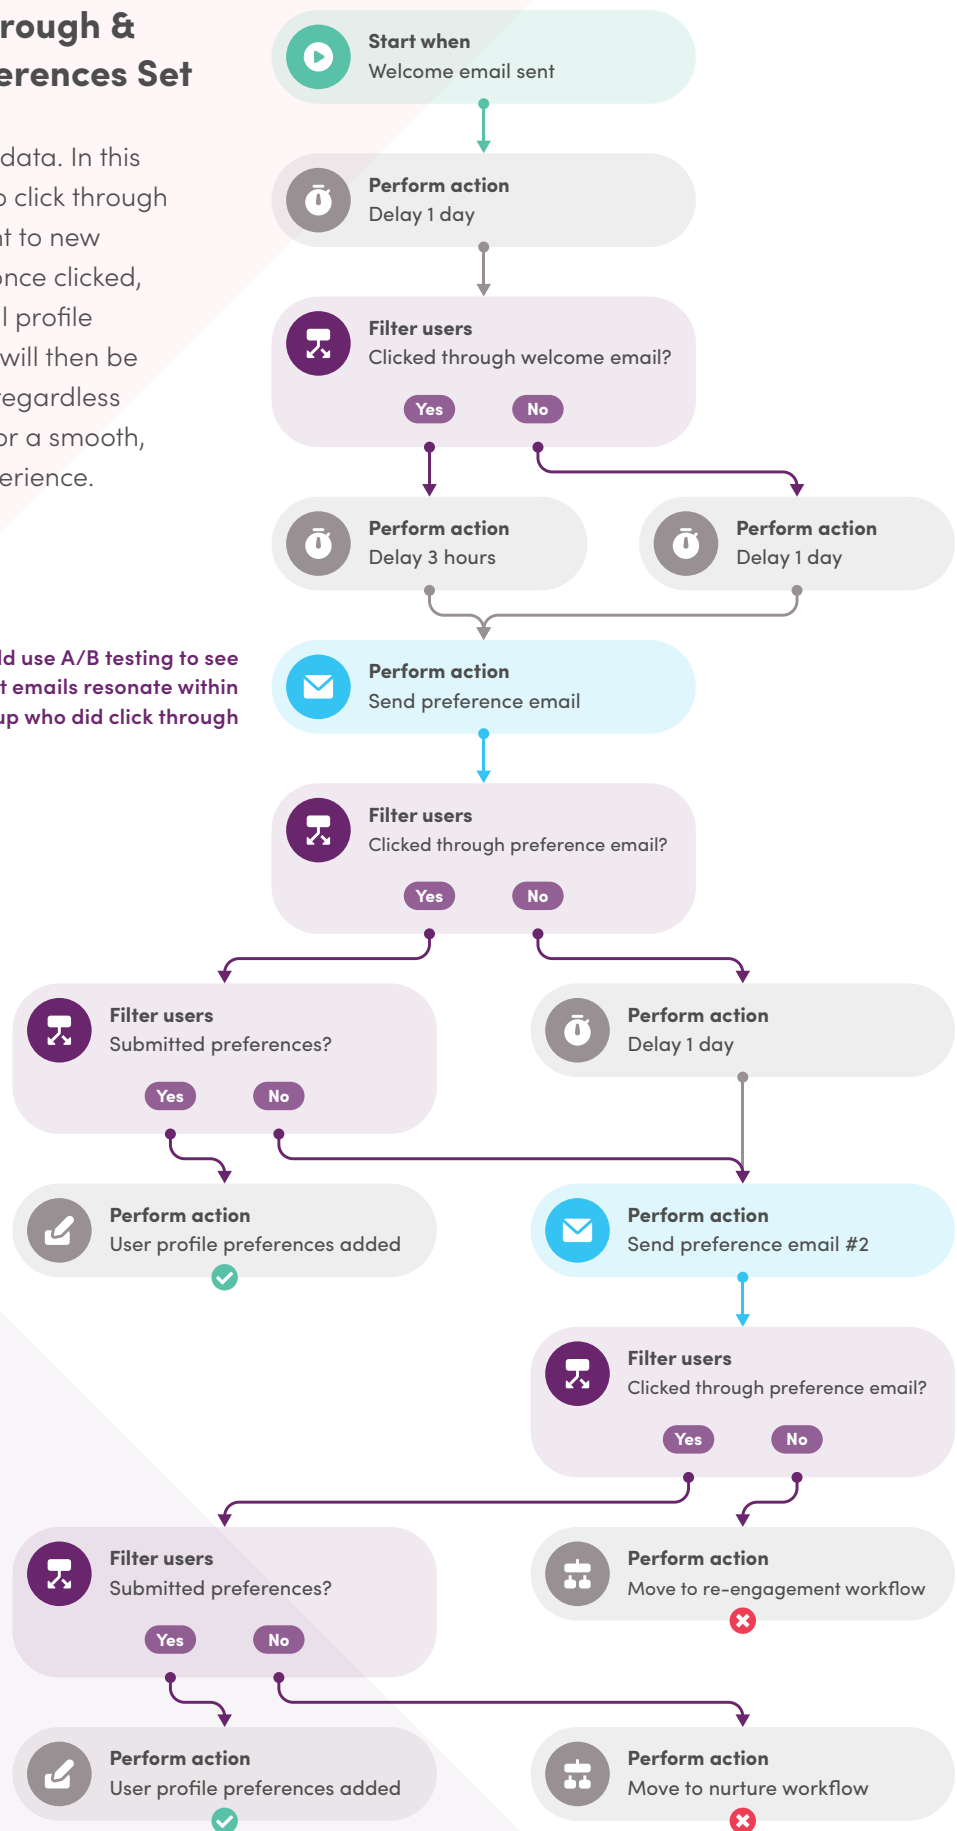 rough &
erences Set
data. In this
o click through
nt to new
once clicked,
l profile
will then be
regardless
or a smooth,
erience.
Start when
Welcome email sent
Perform action
Delay 1 day
Filter users
Clicked through welcome email?
Yes
No
Perform action
Delay 3 hours
Perform action
Delay 1 day
ld use A/B testing to see
t emails resonate within
up who did click through
Perform action
Send preference email
Filter users
Clicked through preference email?
Yes
No
Filter users
Submitted preferences?
Yes
No
Perform action
Delay 1 day
Perform action
User profile preferences added
Perform action
Send preference email #2
Filter users
Clicked through preference email?
Yes
No
Filter users
Submitted preferences?
Yes
No
Perform action
Move to re-engagement workflow
Perform action
User profile preferences added
Perform action
Move to nurture workflow